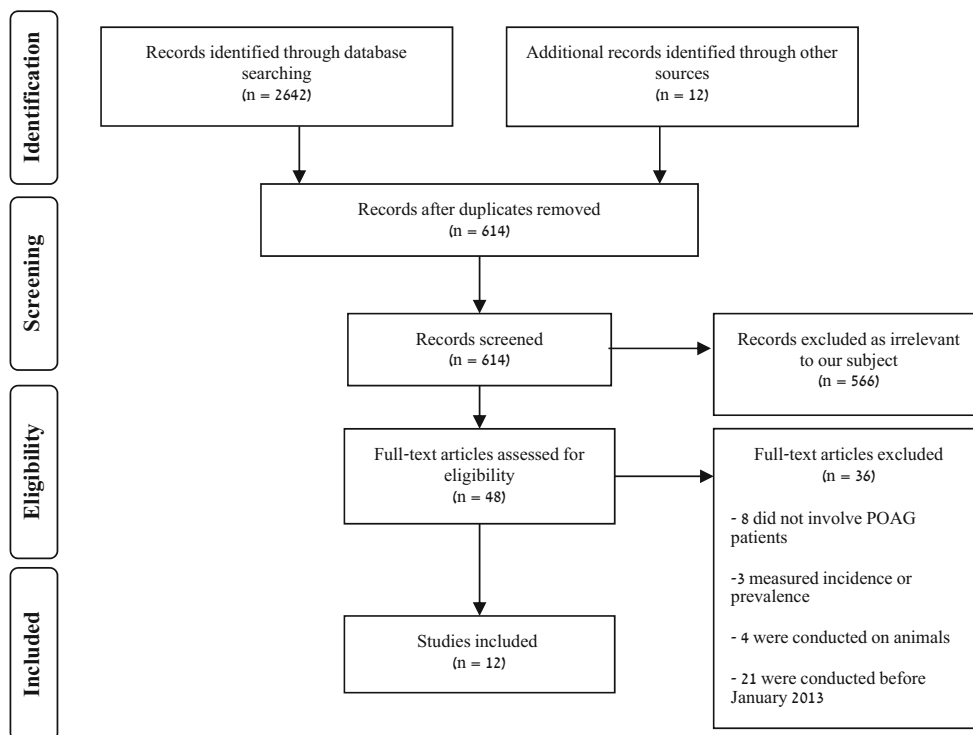 Identification
Records identified through database
searching
(n = 2642)
Additional records identified through other
sources
(n = 12)
Screening
Records after duplicates removed
(n = 614)
Records screened
(n = 614)
Records excluded as irrelevant
to our subject
(n = 566)
Eligibility
Full-text articles assessed for
eligibility
(n = 48)
Full-text articles excluded
(n = 36)
- 8 did not involve POAG
patients
-3 measured incidence or
prevalence
- 4 were conducted on animals
- 21 were conducted before
January 2013
Included
Studies included
(n = 12)